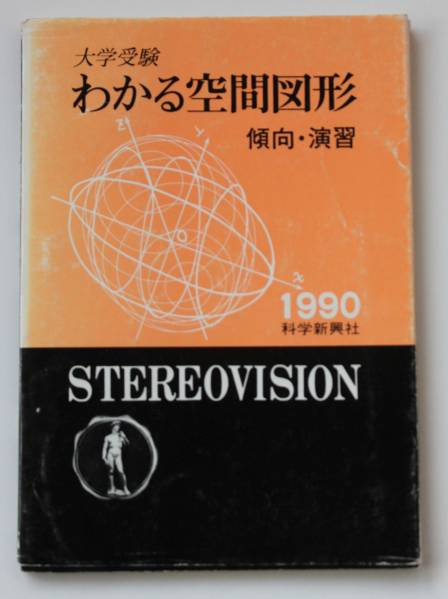 大学受験
わかる空間図形
傾向・演習
z
y
O
x
1990
科学新興社
STEREOVISION